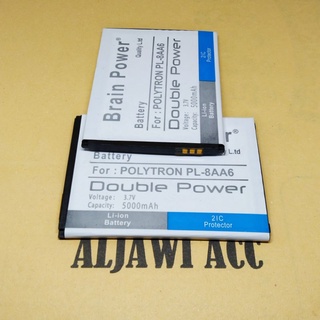 Brain Power
Quality Ltd
Battery
For : POLYTRON PL-8AA6
Double Power
Voltage : 3.7V
Capacity: 5000mAh
Li-ion
Battery
2IC
Protector
y Ltd
Battery
For : POLYTRON PL-8AA6
Double Power
Voltage : 3.7V
Capacity: 5000mAh
Li-ion
Battery
2IC
Protector
ALJAWI ACC